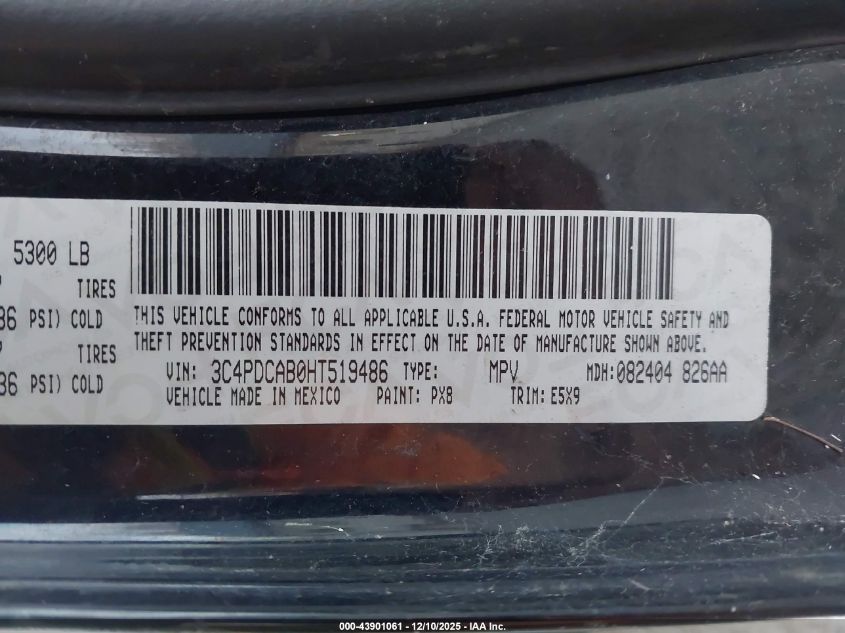 5300 LB
TIRES
36 PSI) COLD
TIRES
36 PSI) COLD
THIS VEHICLE CONFORMS TO ALL APPLICABLE U.S.A. FEDERAL MOTOR VEHICLE SAFETY AND
THEFT PREVENTION STANDARDS IN EFFECT ON THE DATE OF MANUFACTURE SHOWN ABOVE.
VIN: 3C4PDCAB0HT519486 TYPE: MPV MDH:082404 826AA
VEHICLE MADE IN MEXICO PAINT: PX8 TRIM: E5X9
000-43901061 - 12/10/2025 - IAA Inc.